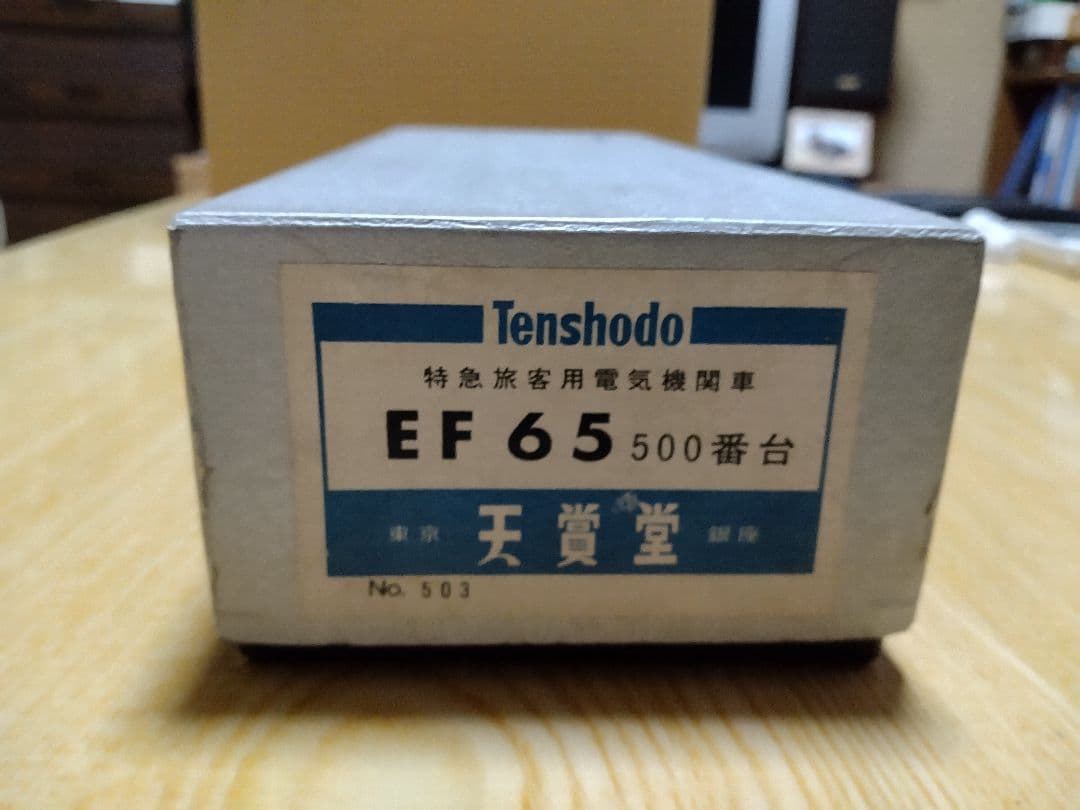 Tenshodo
特急旅客用電気機関車
EF 65 500番台
東京 天賞堂 銀座
No. 503